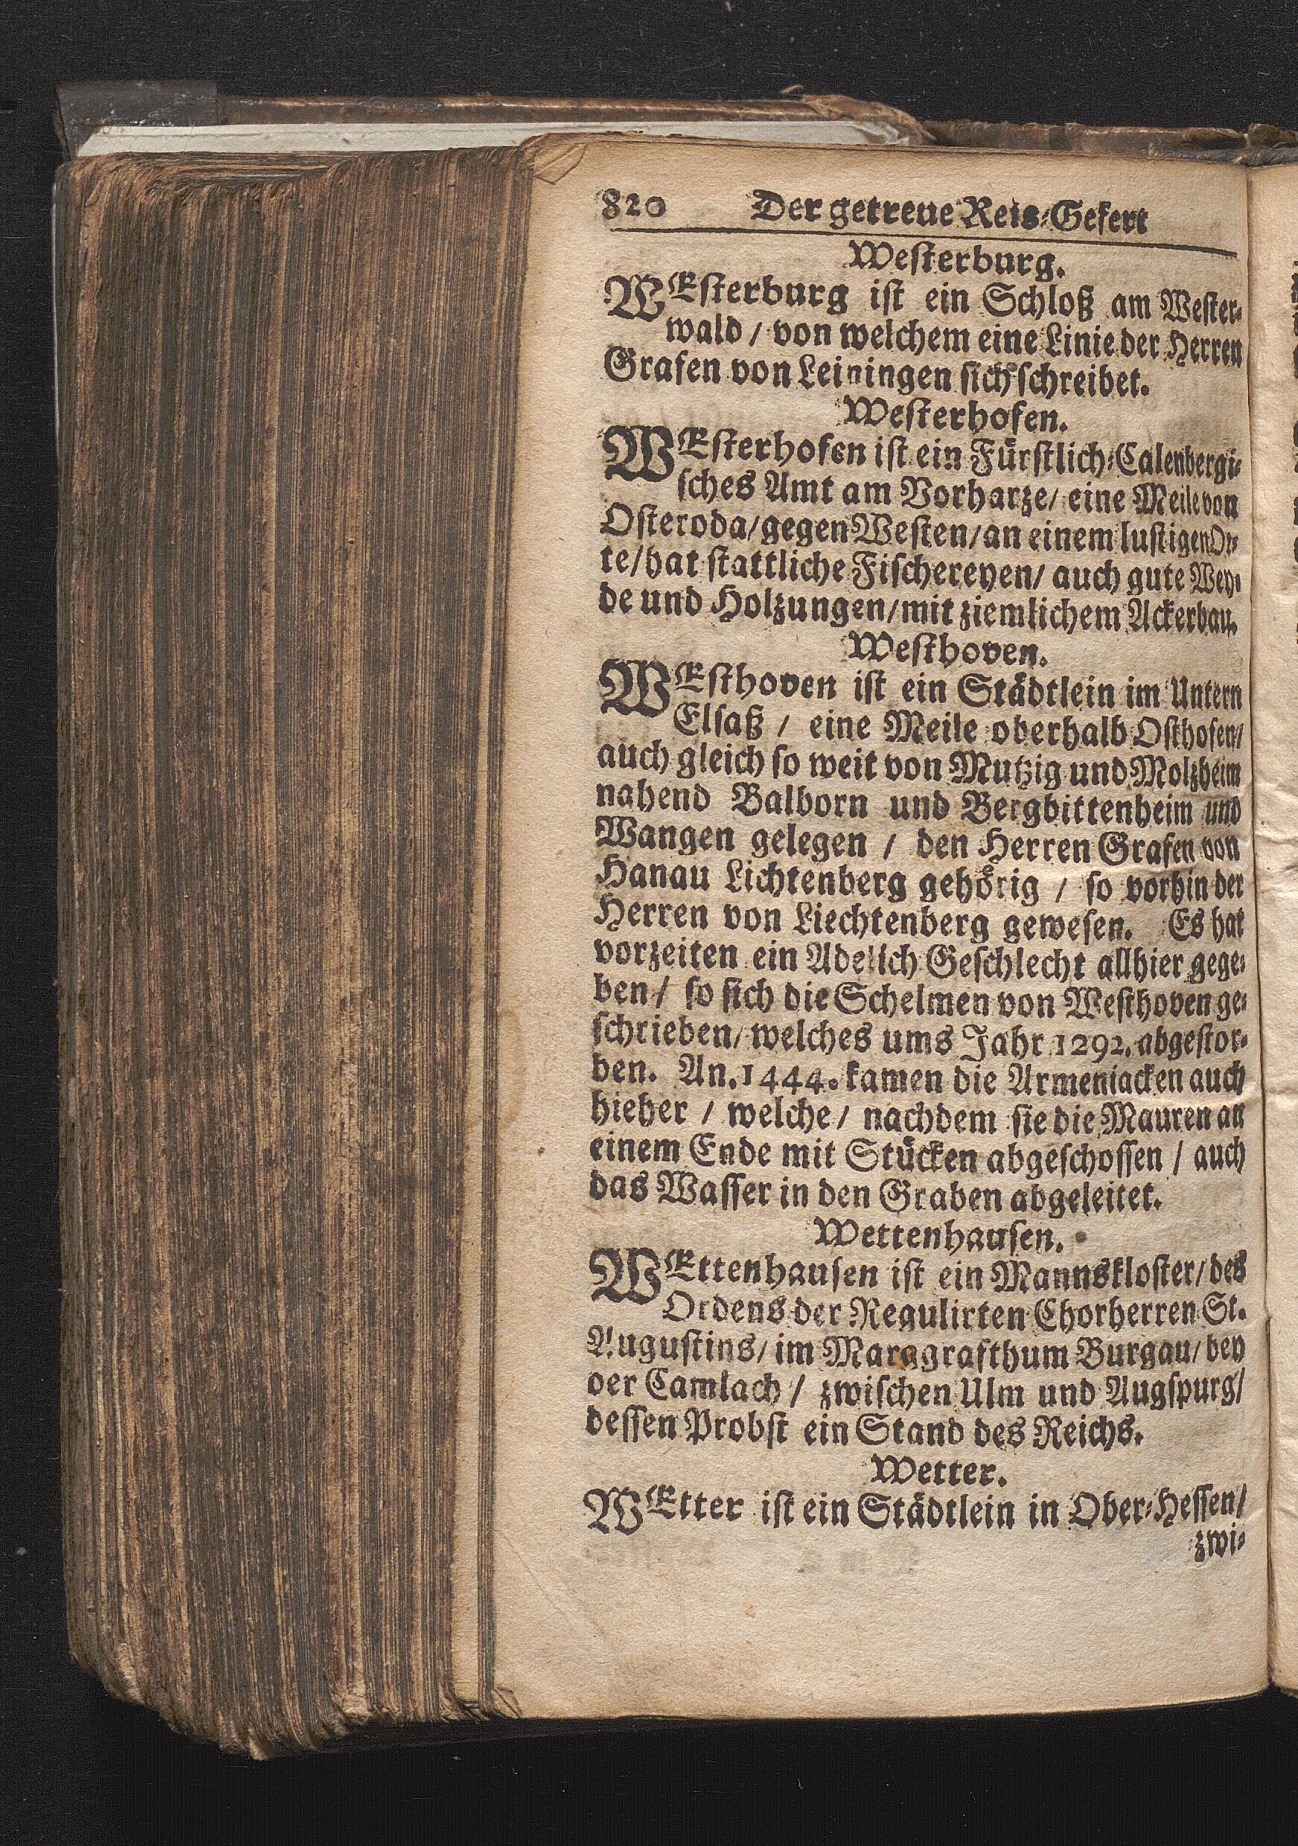 820 Der getreue Reis-Gefert
Westerburg.
WEsterburg ist ein Schloß am Wester-
wald / von welchem eine Linie der Herren
Grafen von Leiningen sich schreibet.
Westerhofen.
WEsterhofen ist ein Fürstlich-Calenbergi-
sches Amt am Vorharze / eine Meile von
Osteroda / gegen Westen / an einem lustigen Or-
te / hat stattliche Fischereyen / auch gute Wey-
de und Holzungen / mit ziemlichem Ackerbau.
Westhoven.
WEsthoven ist ein Städtlein im Untern
Elsaß / eine Meile oberhalb Osthofen /
auch gleich so weit von Mutzig und Molzheim
nahend Balborn und Bergbittenheim und
Wangen gelegen / den Herren Grafen von
Hanau Lichtenberg gehörig / so vorhin der
Herren von Liechtenberg gewesen. Es hat
vorzeiten ein Adelich Geschlecht allhier gege-
ben / so sich die Schelmen von Westhoven ge-
schrieben / welches ums Jahr 1292. abgestor-
ben. An. 1444. kamen die Armeniacken auch
hieher / welche / nachdem sie die Mauren an
einem Ende mit Stücken abgeschossen / auch
das Wasser in den Graben abgeleitet.
Wettenhausen.
WEttenhausen ist ein Mannskloster / des
Ordens der Regulirten Chorherren St.
Augustins / im Marggrafthum Burgau / bey
der Camlach / zwischen Ulm und Augspurg /
dessen Probst ein Stand des Reichs.
Wetter.
WEtter ist ein Städtlein in Ober-Hessen /
zwi-